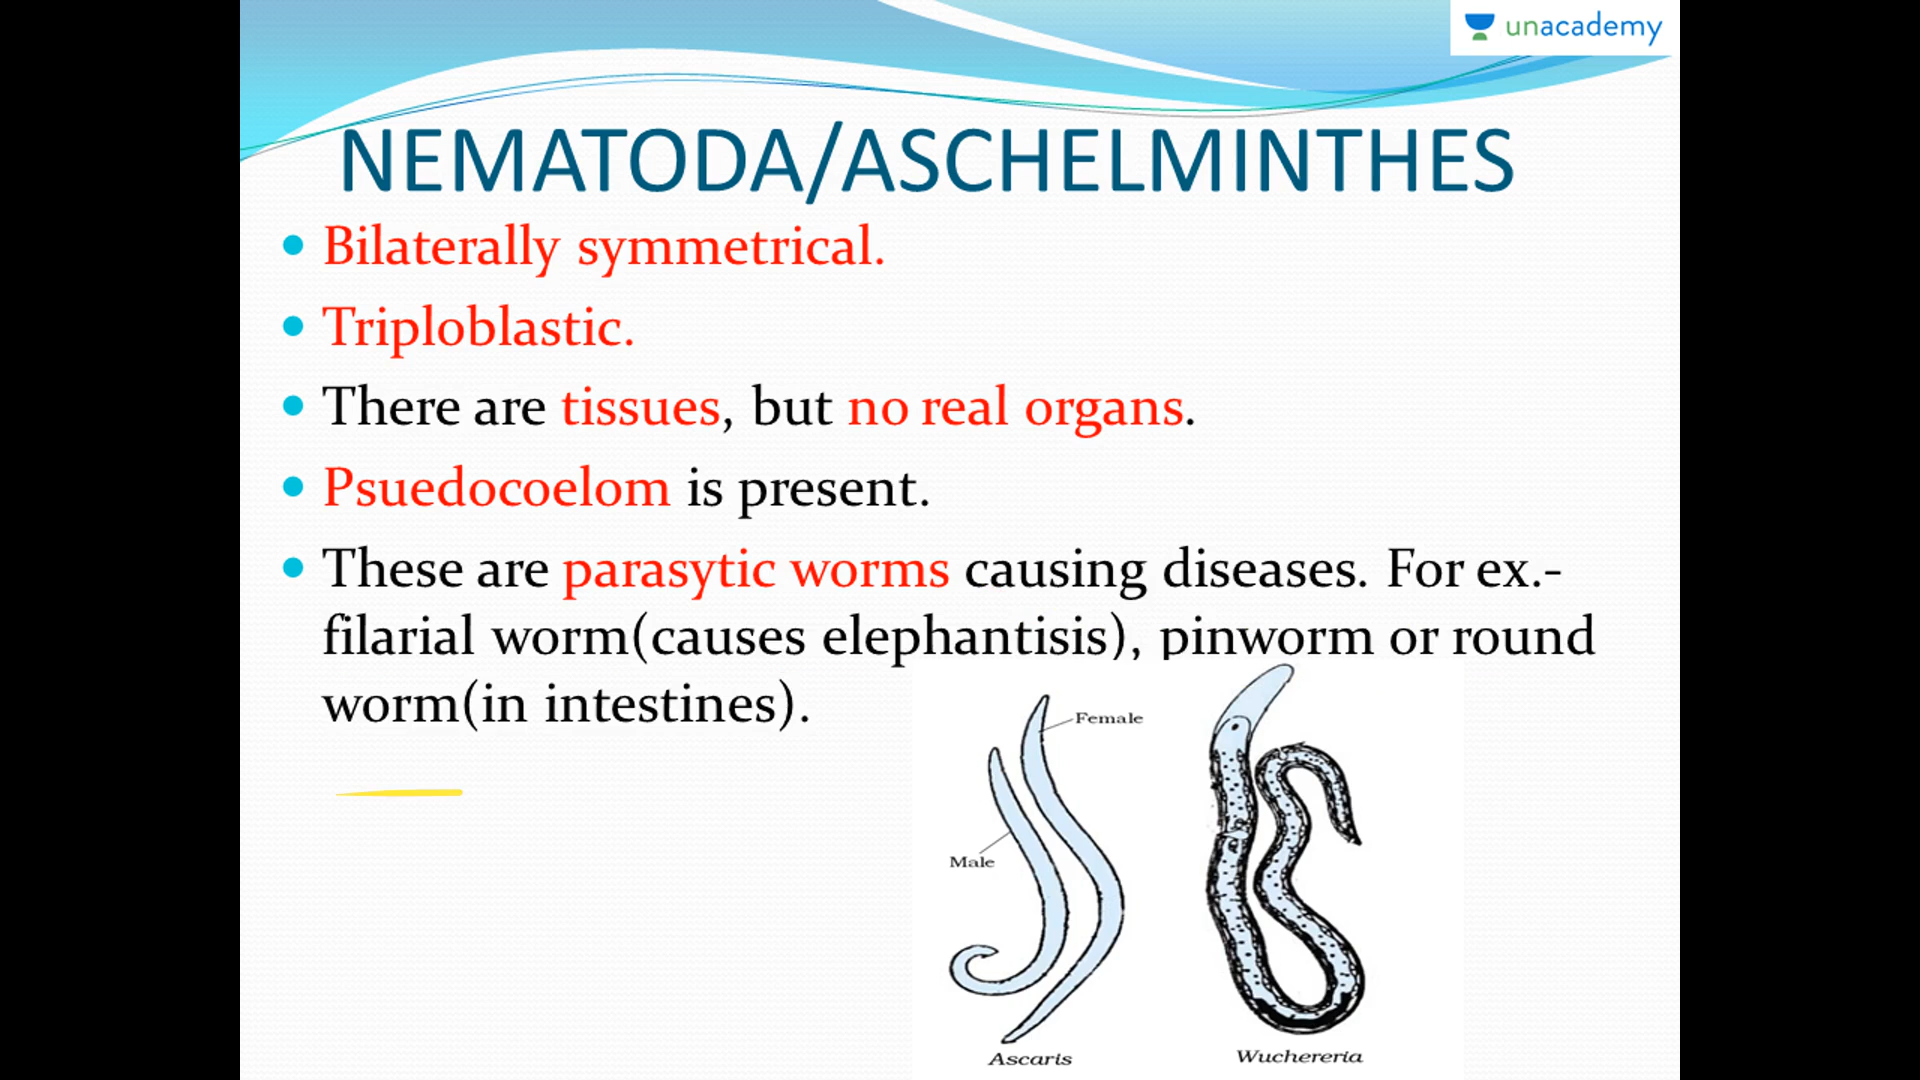 unacademy
NEMATODA/ASCHELMINTHES
• Bilaterally symmetrical.
• Triploblastic.
• There are tissues, but no real organs.
• Psuedocoelom is present.
• These are parasytic worms causing diseases. For ex.-
filarial worm(causes elephantisis), pinworm or round
worm(in intestines).
Female
Male
Ascaris
Wuchereria